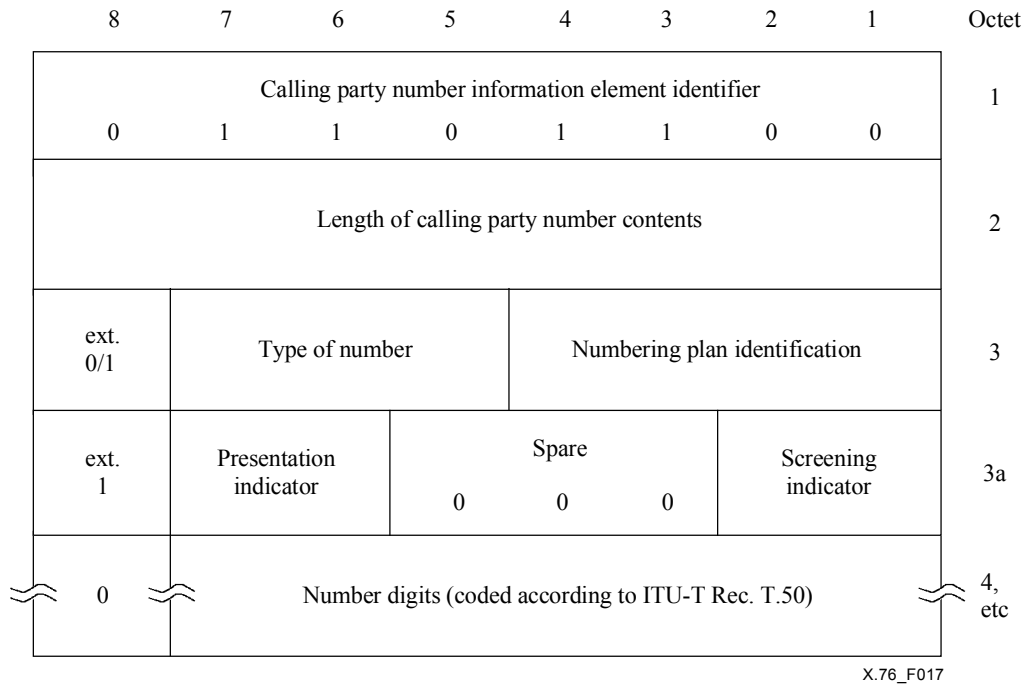 8 7 6 5 4 3 2 1 Octet
Calling party number information element identifier
0 1 1 0 1 1 0 0
1
Length of calling party number contents
2
ext.
0/1
Type of number
Numbering plan identification
3
ext.
1
Presentation
indicator
Spare
0 0 0
Screening
indicator
3a
0
Number digits (coded according to ITU-T Rec. T.50)
4,
etc
X.76_F017